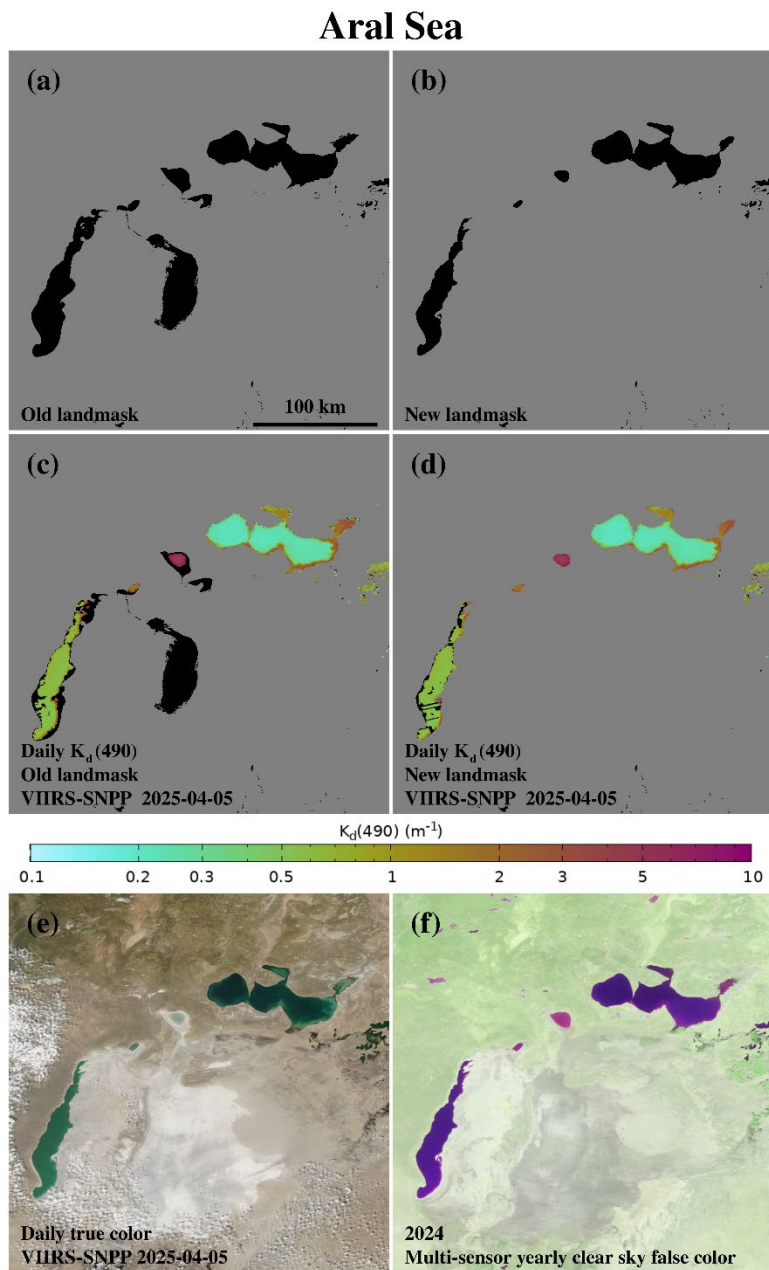 Aral Sea
(a)
(b)
Old landmask
100 km
New landmask
(c)
(d)
Daily Kd(490)
Old landmask
VIIRS-SNPP 2025-04-05
Daily Kd(490)
New landmask
VIIRS-SNPP 2025-04-05
Kd(490) (m⁻¹)
0.1 0.2 0.3 0.5 1 2 3 5 10
(e)
(f)
Daily true color
VIIRS-SNPP 2025-04-05
2024
Multi-sensor yearly clear sky false color